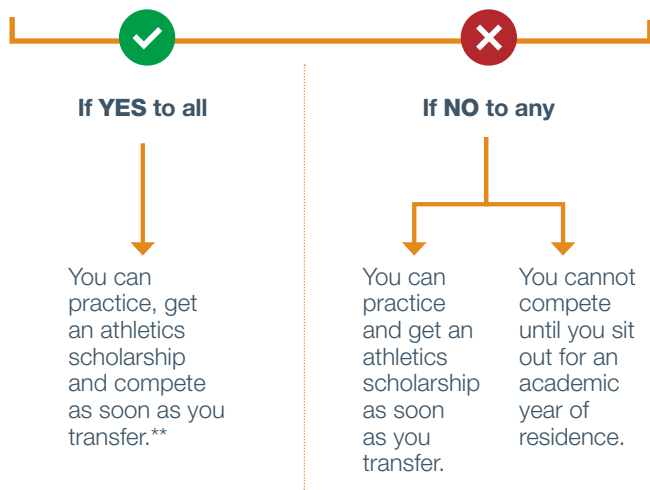 If YES to all
If NO to any
You can
practice, get
an athletics
scholarship
and compete
as soon as you
transfer.**
You can
practice
and get an
athletics
scholarship
as soon
as you
transfer.
You cannot
compete
until you sit
out for an
academic
year of
residence.